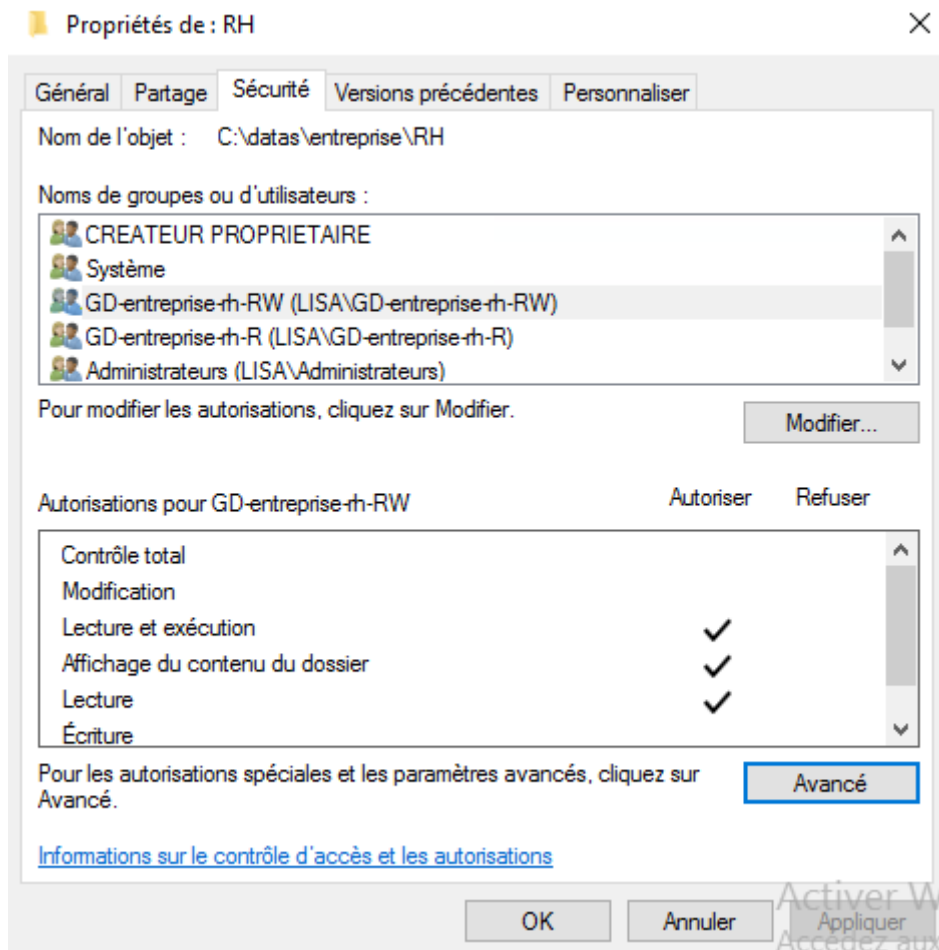 Propriétés de : RH
Général Partage Sécurité Versions précédentes Personnaliser
Nom de l'objet : C:\datas\entreprise\RH
Noms de groupes ou d'utilisateurs :
CREATEUR PROPRIETAIRE
Système
GD-entreprise-rh-RW (LISA\GD-entreprise-rh-RW)
GD-entreprise-rh-R (LISA\GD-entreprise-rh-R)
Administrateurs (LISA\Administrateurs)
Pour modifier les autorisations, cliquez sur Modifier.
Modifier...
Autorisations pour GD-entreprise-rh-RW Autoriser Refuser
Contrôle total
Modification
Lecture et exécution
Affichage du contenu du dossier
Lecture
Écriture
Pour les autorisations spéciales et les paramètres avancés, cliquez sur
Avancé.
Avancé
Informations sur le contrôle d'accès et les autorisations
Activer W
OK Annuler Appliquer
Accédez aux